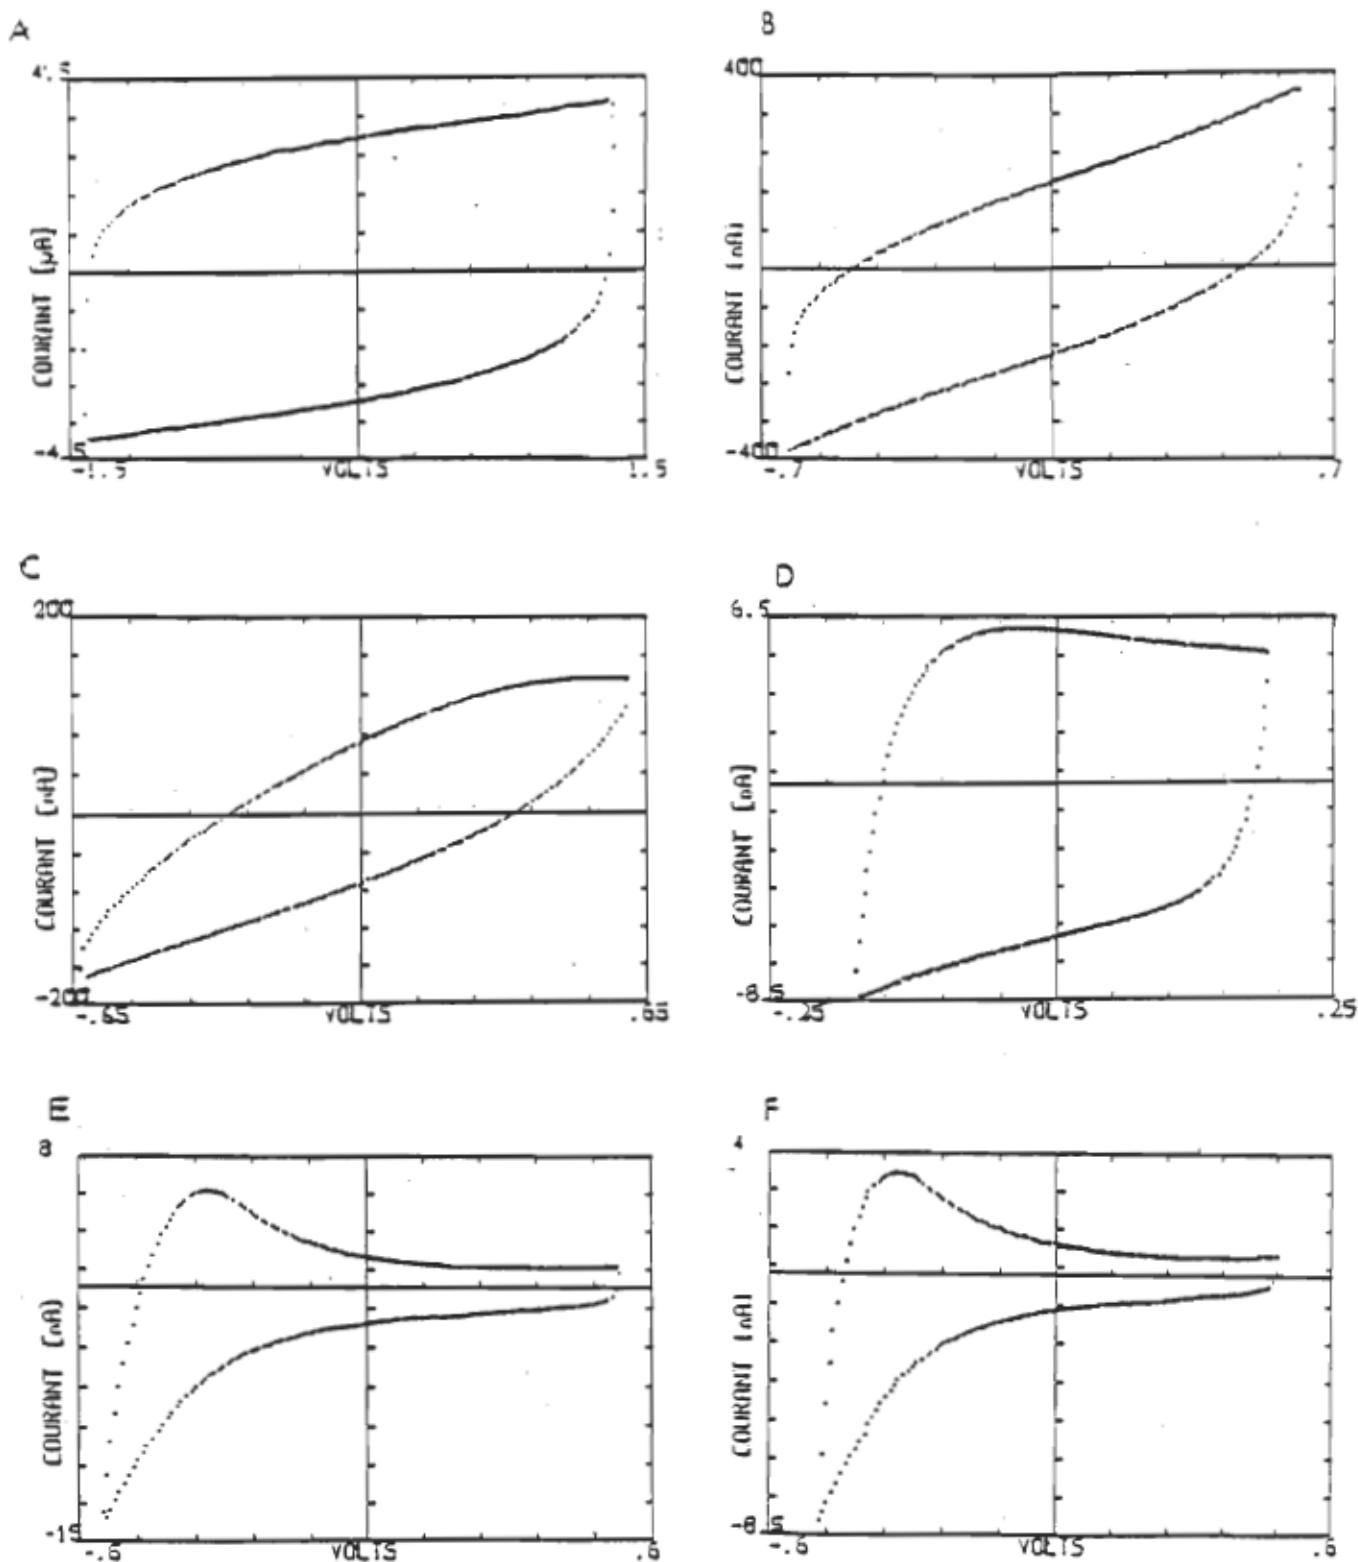 A
4.5
COURANT [µA]
-4.5
-1.5 VOLTS 1.5
B
400
COURANT [nA]
-400
-.7 VOLTS .7
C
200
COURANT [nA]
-200
-.65 VOLTS .65
D
6.5
COURANT [nA]
-8.5
-.25 VOLTS .25
E
8
COURANT [nA]
-15
-.6 VOLTS .6
F
4
COURANT [nA]
-8.5
-.6 VOLTS .6